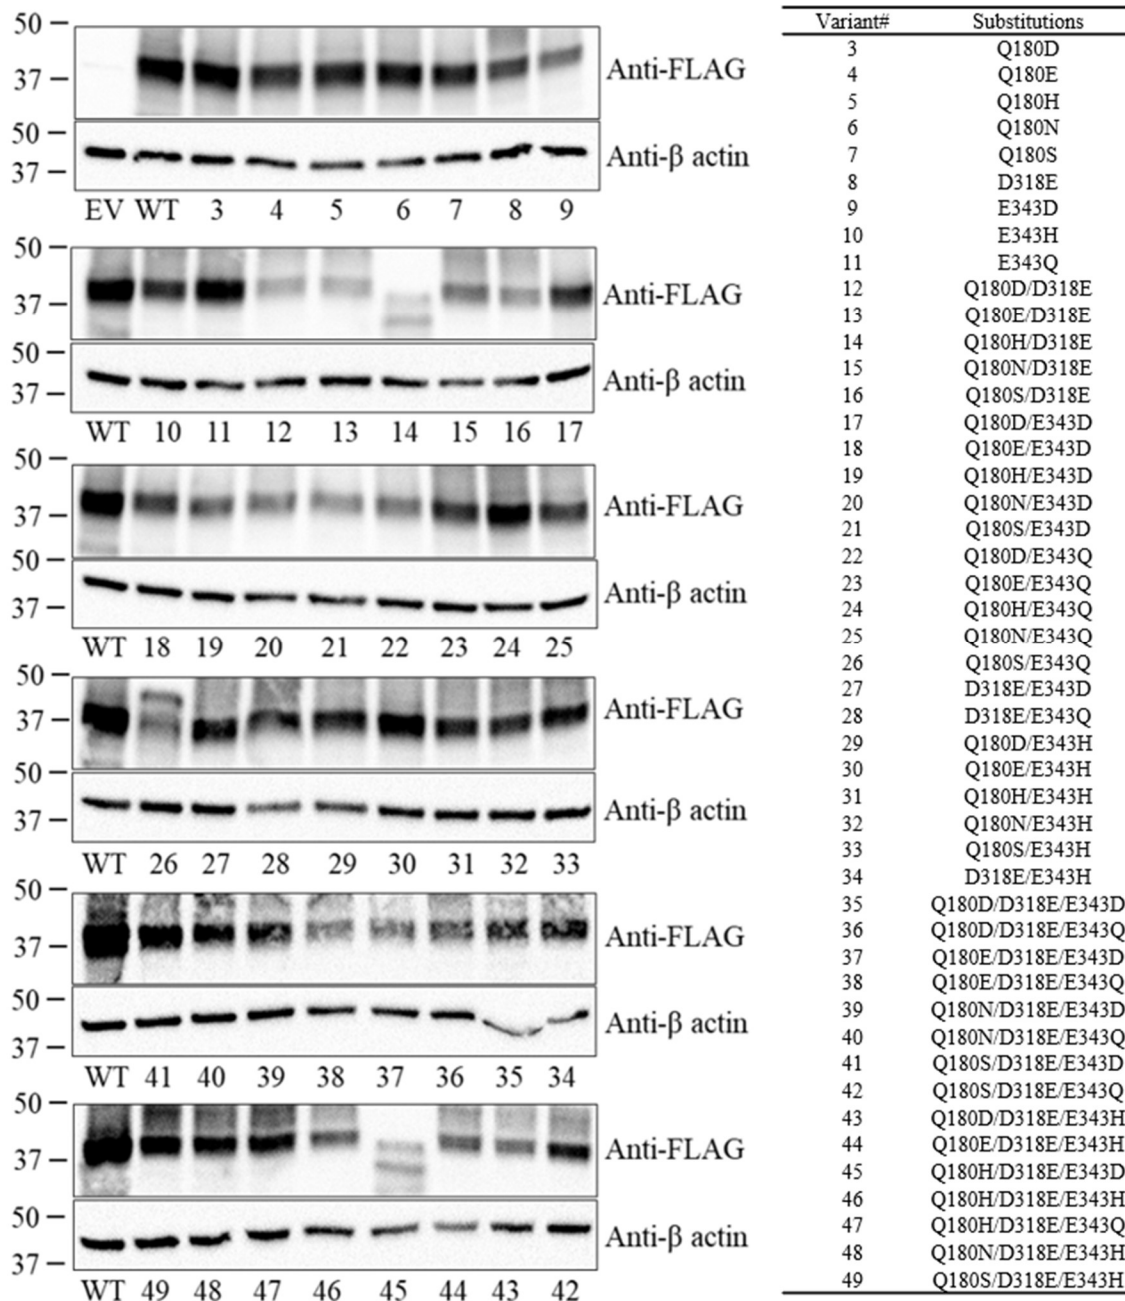 50
37
Anti-FLAG
50
37
Anti-β actin
EV WT 3 4 5 6 7 8 9
50
37
Anti-FLAG
50
37
Anti-β actin
WT 10 11 12 13 14 15 16 17
50
37
Anti-FLAG
50
37
Anti-β actin
WT 18 19 20 21 22 23 24 25
50
37
Anti-FLAG
50
37
Anti-β actin
WT 26 27 28 29 30 31 32 33
50
37
Anti-FLAG
50
37
Anti-β actin
WT 41 40 39 38 37 36 35 34
50
37
Anti-FLAG
50
37
Anti-β actin
WT 49 48 47 46 45 44 43 42
Variant# Substitutions
3 Q180D
4 Q180E
5 Q180H
6 Q180N
7 Q180S
8 D318E
9 E343D
10 E343H
11 E343Q
12 Q180D/D318E
13 Q180E/D318E
14 Q180H/D318E
15 Q180N/D318E
16 Q180S/D318E
17 Q180D/E343D
18 Q180E/E343D
19 Q180H/E343D
20 Q180N/E343D
21 Q180S/E343D
22 Q180D/E343Q
23 Q180E/E343Q
24 Q180H/E343Q
25 Q180N/E343Q
26 Q180S/E343Q
27 D318E/E343D
28 D318E/E343Q
29 Q180D/E343H
30 Q180E/E343H
31 Q180H/E343H
32 Q180N/E343H
33 Q180S/E343H
34 D318E/E343H
35 Q180D/D318E/E343D
36 Q180D/D318E/E343Q
37 Q180E/D318E/E343D
38 Q180E/D318E/E343Q
39 Q180N/D318E/E343D
40 Q180N/D318E/E343Q
41 Q180S/D318E/E343D
42 Q180S/D318E/E343Q
43 Q180D/D318E/E343H
44 Q180E/D318E/E343H
45 Q180H/D318E/E343D
46 Q180H/D318E/E343H
47 Q180H/D318E/E343Q
48 Q180N/D318E/E343H
49 Q180S/D318E/E343H